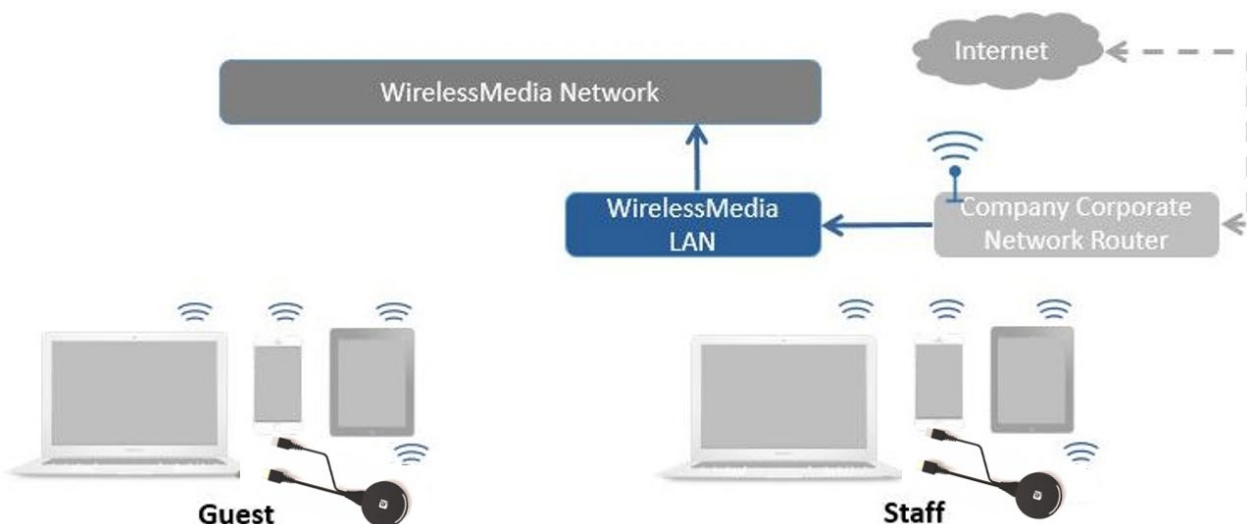 Internet
WirelessMedia Network
WirelessMedia
LAN
Company Corporate
Network Router
Guest
Staff